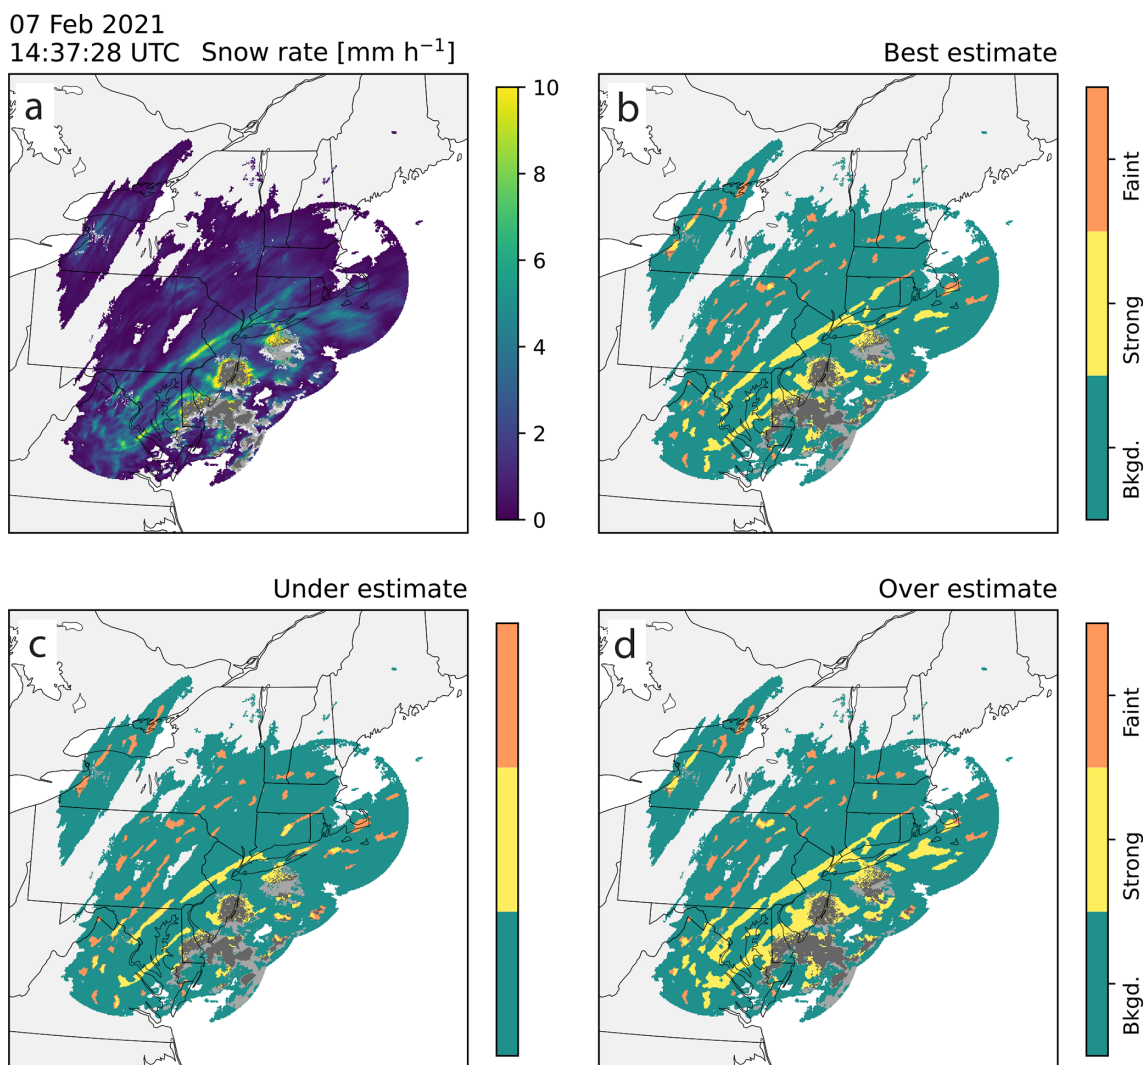 07 Feb 2021
14:37:28 UTC Snow rate [mm h⁻¹]
Best estimate
a
10
8
6
4
2
0
b
Faint
Strong
Bkgd.
Under estimate
Over estimate
c
d
Faint
Strong
Bkgd.